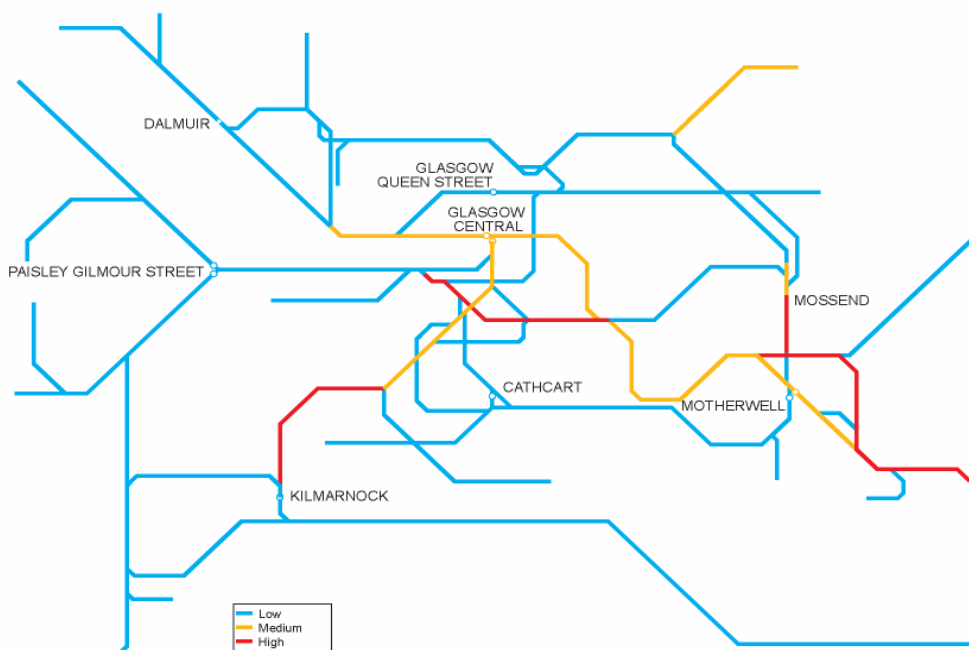 DALMUIR
GLASGOW
QUEEN STREET
GLASGOW
CENTRAL
PAISLEY GILMOUR STREET
MOSSEND
CATHCART
MOTHERWELL
KILMARNOCK
Low
Medium
High